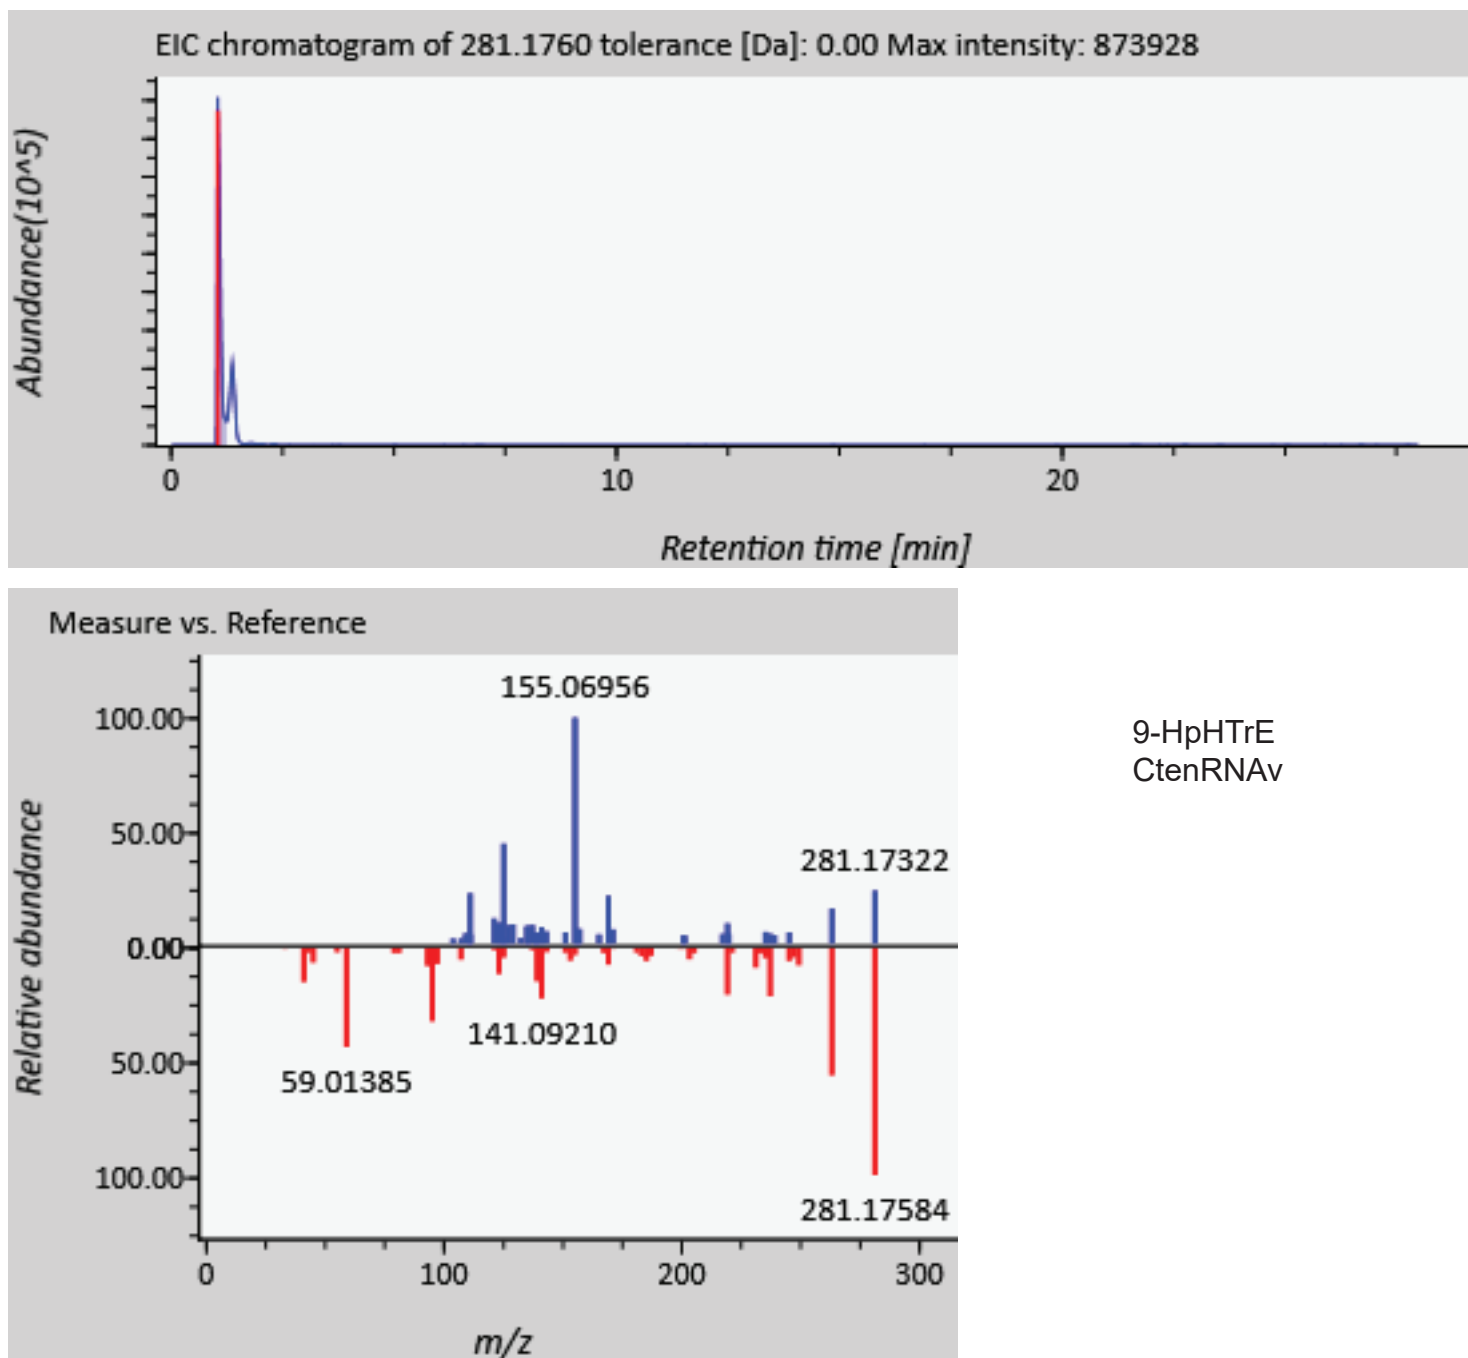 EIC chromatogram of 281.1760 tolerance [Da]: 0.00 Max intensity: 873928
Abundance(10^5)
0 10 20
Retention time [min]
Measure vs. Reference
155.06956
100.00
50.00
281.17322
0.00
Relative abundance
141.09210
50.00
59.01385
100.00
281.17584
0 100 200 300
m/z
9-HpHTrE
CtenRNAv